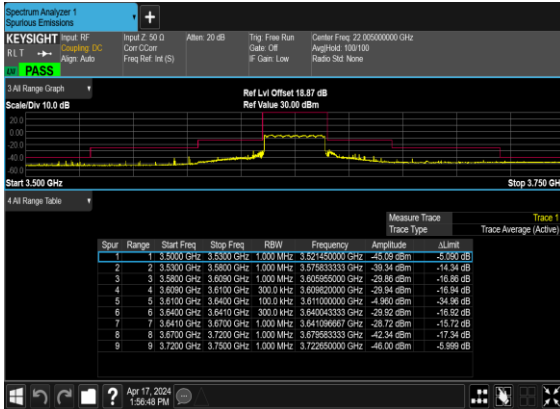 Spectrum Analyzer 1
Spurious Emissions
KEYSIGHT Input: RF Input Z: 50 Ω Atten: 20 dB Trig: Free Run Center Freq: 22.005000000 GHz
RLT Coupling: DC Corr CCorr Gate: Off Avg|Hold: 100/100
Align: Auto Freq Ref: Int (S) IF Gain: Low Radio Std: None
PASS
3 All Range Graph
Ref Lvl Offset 18.87 dB
Scale/Div 10.0 dB Ref Value 30.00 dBm
20.0
0.00
-20.0
-40.0
-60.0
Start 3.500 GHz Stop 3.750 GH
4 All Range Table
Measure Trace Trace 1
Trace Type Trace Average (Active)
Spur Range Start Freq Stop Freq RBW Frequency Amplitude ΔLimit
1 1 3.5000 GHz 3.5300 GHz 1.000 MHz 3.521450000 GHz -45.09 dBm -5.090 dB
2 2 3.5300 GHz 3.5800 GHz 1.000 MHz 3.575833333 GHz -39.34 dBm -14.34 dB
3 3 3.5800 GHz 3.6090 GHz 1.000 MHz 3.605955000 GHz -29.86 dBm -16.86 dB
4 4 3.6090 GHz 3.6100 GHz 300.0 kHz 3.609820000 GHz -29.94 dBm -16.94 dB
5 5 3.6100 GHz 3.6400 GHz 100.0 kHz 3.611000000 GHz -4.960 dBm -34.96 dB
6 6 3.6400 GHz 3.6410 GHz 300.0 kHz 3.640043333 GHz -29.92 dBm -16.92 dB
7 7 3.6410 GHz 3.6700 GHz 1.000 MHz 3.641096667 GHz -28.72 dBm -15.72 dB
8 8 3.6700 GHz 3.7200 GHz 1.000 MHz 3.679583333 GHz -42.34 dBm -17.34 dB
9 9 3.7200 GHz 3.7500 GHz 1.000 MHz 3.722650000 GHz -46.00 dBm -5.999 dB
Apr 17, 2024
1:56:48 PM